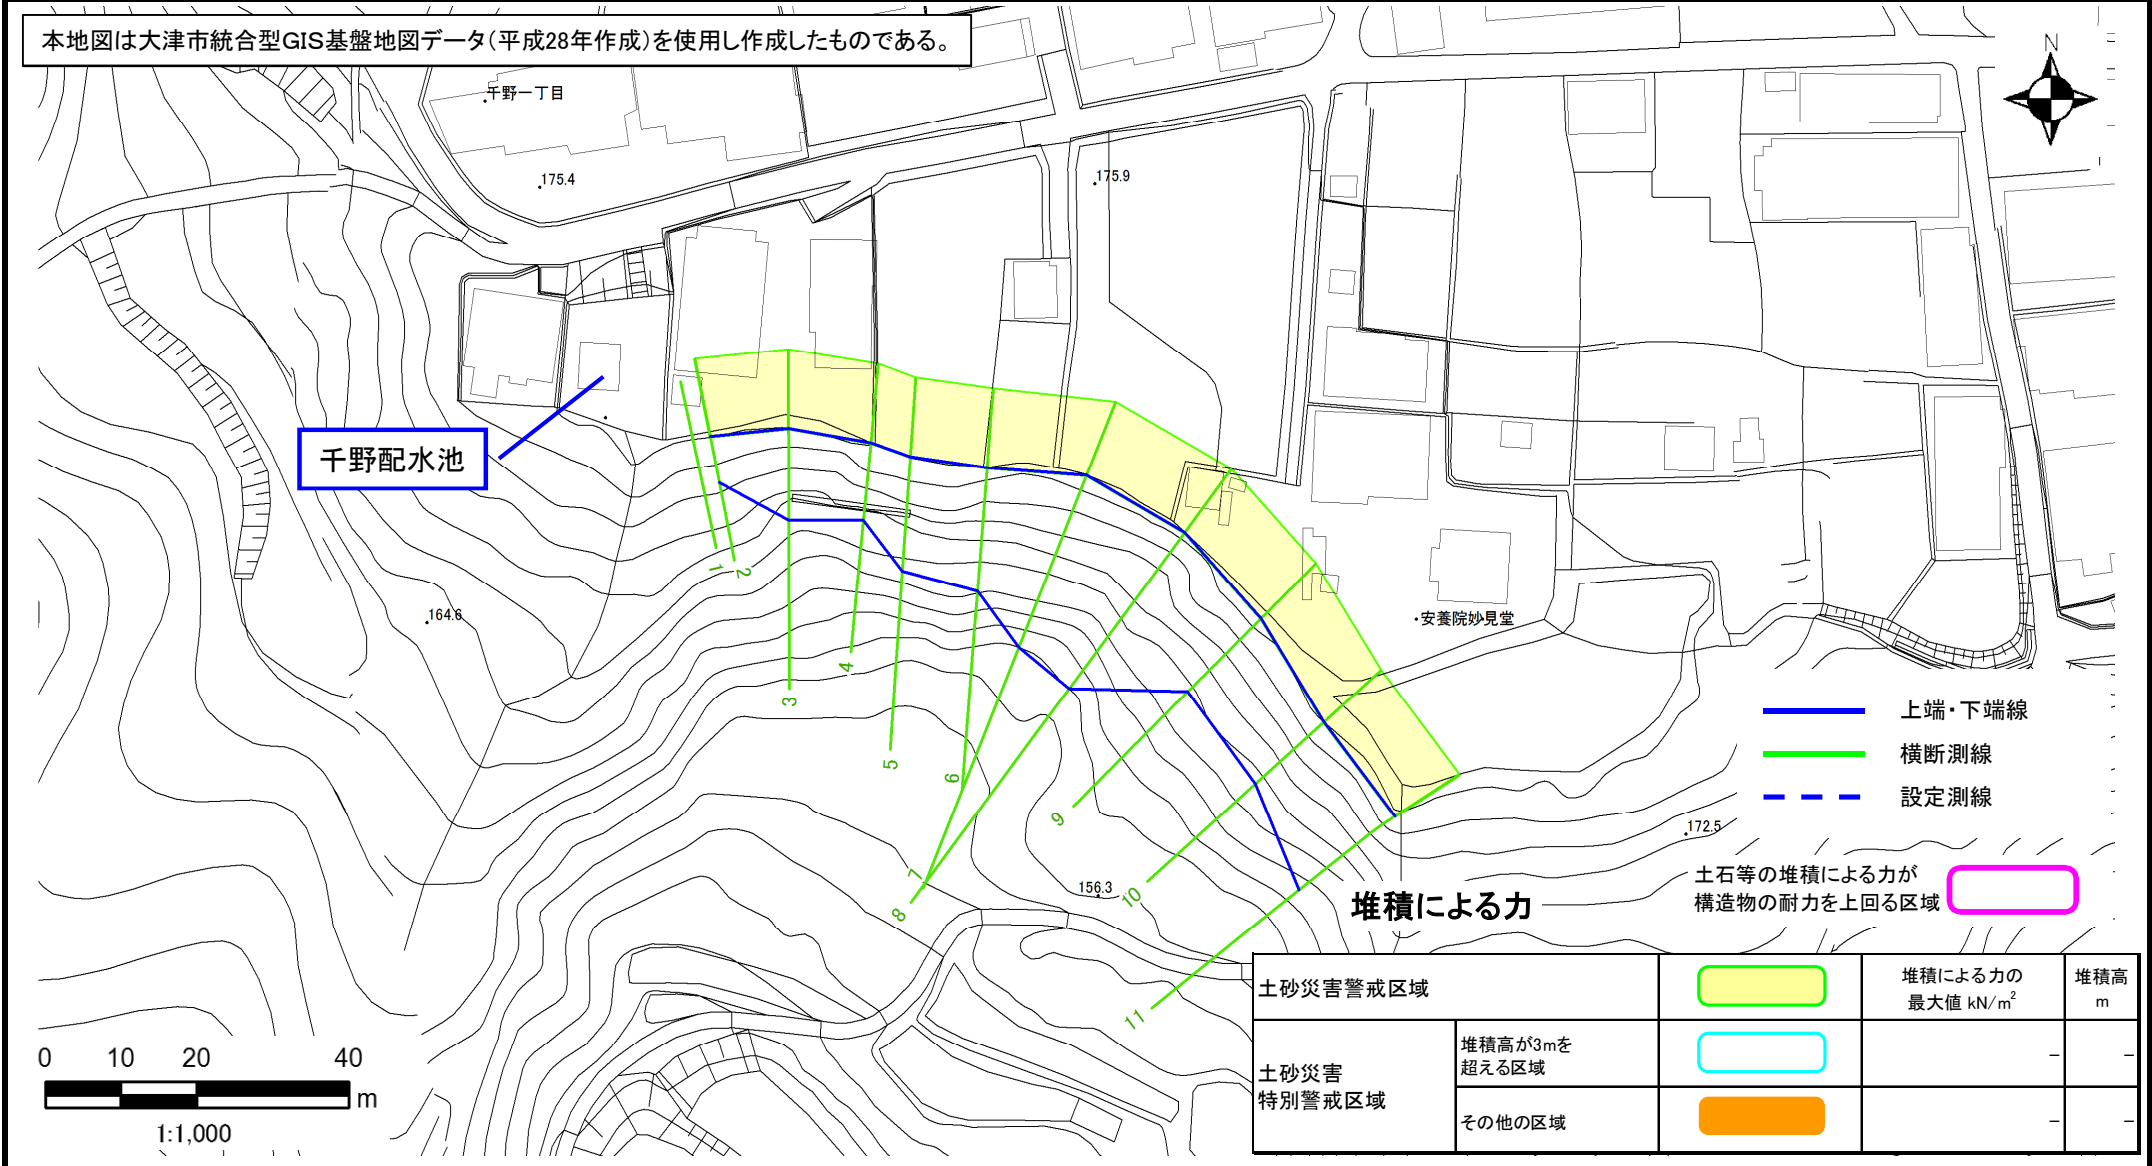 本地図は大津市統合型GIS基盤地図データ(平成28年作成)を使用し作成したものである。
N
千野一丁目
175.4
175.9
千野配水池
164.6
安養院妙見堂
1
2
3
4
5
6
7
8
9
10
11
156.3
172.5
上端・下端線
横断測線
設定測線
堆積による力
土石等の堆積による力が
構造物の耐力を上回る区域
土砂災害警戒区域
堆積による力の
最大値 kN/m²
堆積高
m
土砂災害
特別警戒区域
堆積高が3mを
超える区域
- -
その他の区域
- -
0 10 20 40
m
1:1,000